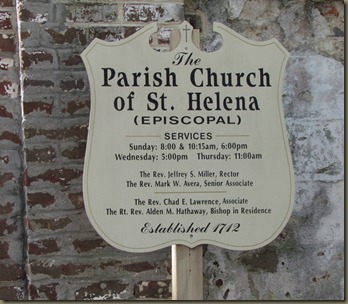 The
Parish Church
of St. Helena
(EPISCOPAL)
SERVICES
Sunday: 8:00 & 10:15am, 6:00pm
Wednesday: 5:00pm Thursday: 11:00am
The Rev. Jeffrey S. Miller, Rector
The Rev. Mark W. Avera, Senior Associate
The Rev. Chad E. Lawrence, Associate
The Rt. Rev. Alden M. Hathaway, Bishop in Residence
Established 1712